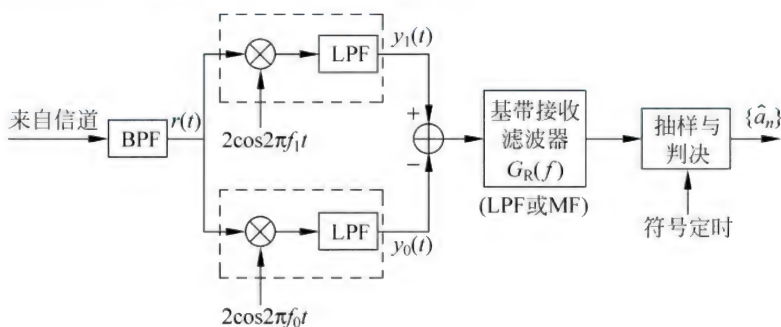 来自信道
BPF
r(t)
LPF
y₁(t)
2cos2πf₁t
LPF
y₀(t)
2cos2πf₀t
+
−
基带接收
滤波器
G_R(f)
(LPF或MF)
抽样与
判决
{âₙ}
符号定时